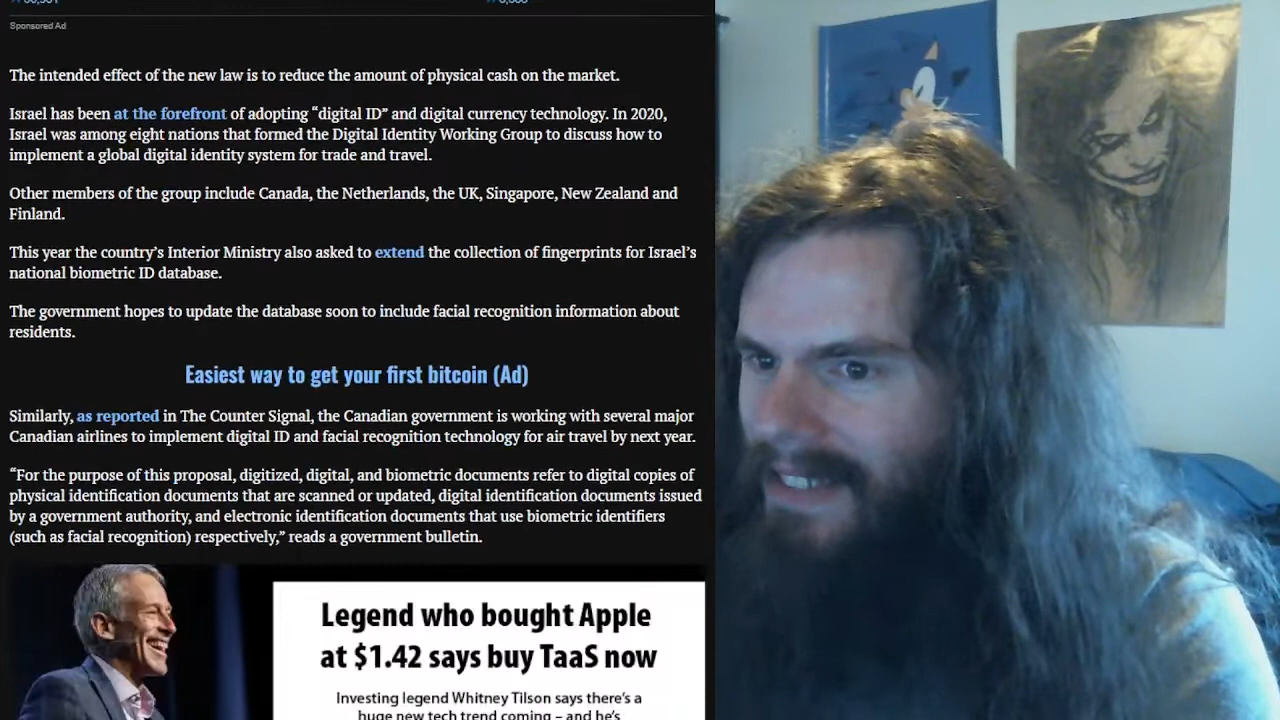 Sponsored Ad
The intended effect of the new law is to reduce the amount of physical cash on the market.
Israel has been at the forefront of adopting “digital ID” and digital currency technology. In 2020,
Israel was among eight nations that formed the Digital Identity Working Group to discuss how to
implement a global digital identity system for trade and travel.
Other members of the group include Canada, the Netherlands, the UK, Singapore, New Zealand and
Finland.
This year the country’s Interior Ministry also asked to extend the collection of fingerprints for Israel’s
national biometric ID database.
The government hopes to update the database soon to include facial recognition information about
residents.
Easiest way to get your first bitcoin (Ad)
Similarly, as reported in The Counter Signal, the Canadian government is working with several major
Canadian airlines to implement digital ID and facial recognition technology for air travel by next year.
“For the purpose of this proposal, digitized, digital, and biometric documents refer to digital copies of
physical identification documents that are scanned or updated, digital identification documents issued
by a government authority, and electronic identification documents that use biometric identifiers
(such as facial recognition) respectively,” reads a government bulletin.
Legend who bought Apple
at $1.42 says buy TaaS now
Investing legend Whitney Tilson says there’s a
huge new tech trend coming – and he’s